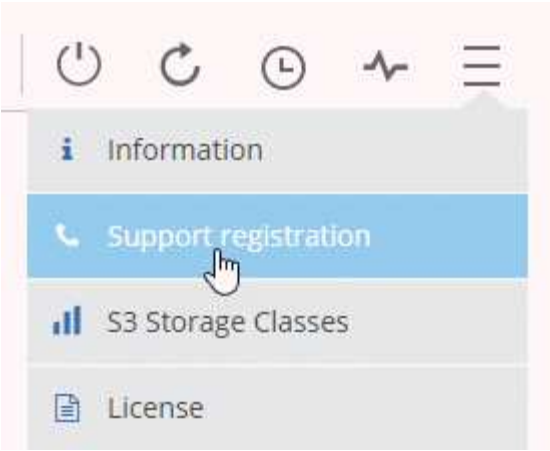 Information
Support registration
S3 Storage Classes
License